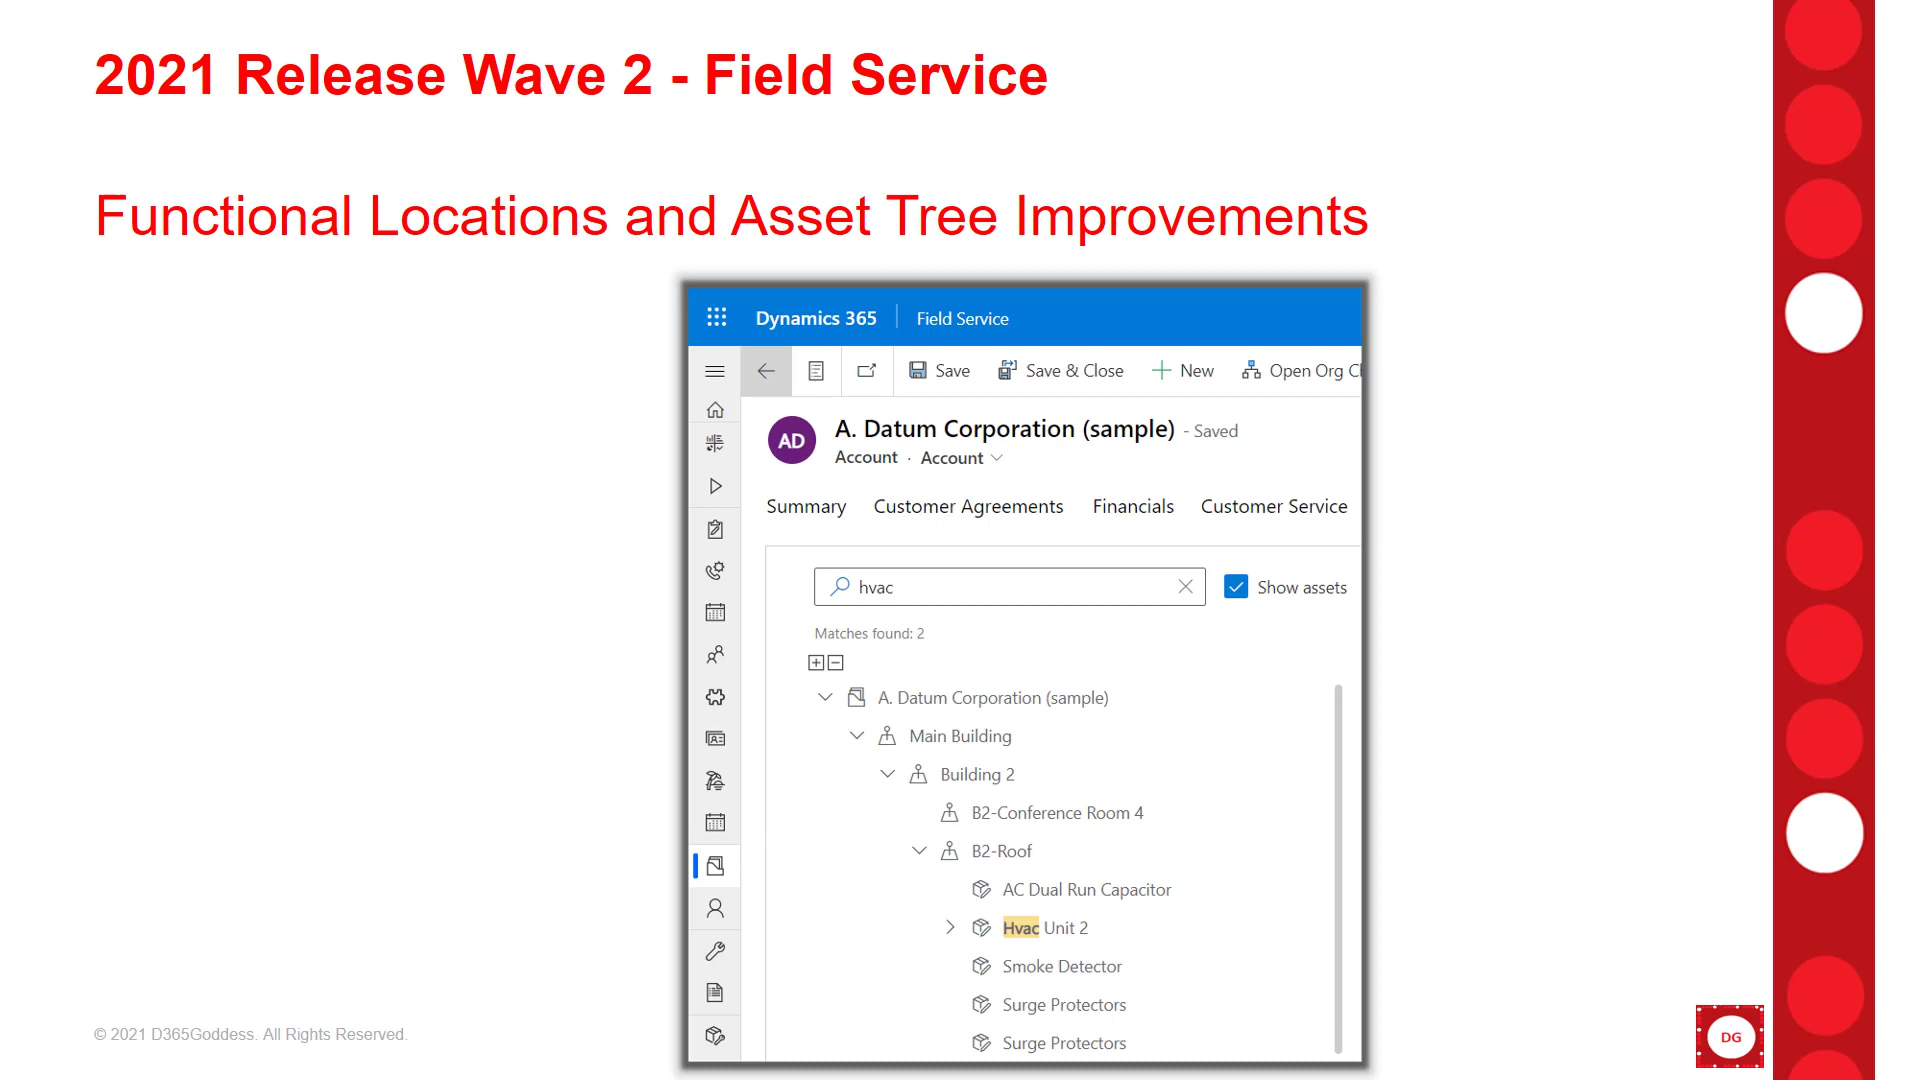 2021 Release Wave 2 - Field Service
Functional Locations and Asset Tree Improvements
Dynamics 365 Field Service
Save Save & Close New Open Org Cl
AD A. Datum Corporation (sample) - Saved
Account · Account
Summary Customer Agreements Financials Customer Service
hvac Show assets
Matches found: 2
A. Datum Corporation (sample)
Main Building
Building 2
B2-Conference Room 4
B2-Roof
AC Dual Run Capacitor
Hvac Unit 2
Smoke Detector
Surge Protectors
Surge Protectors
© 2021 D365Goddess. All Rights Reserved.
DG